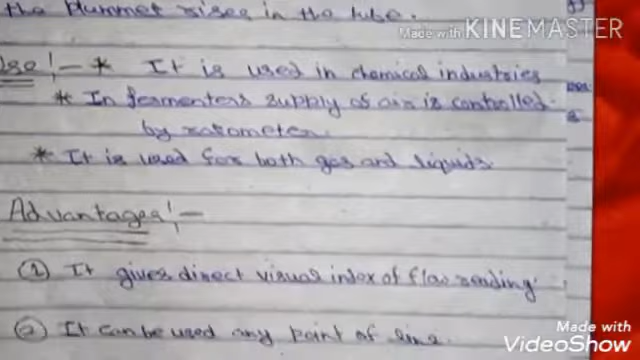 the Plummet rises in the tube.
Made with KINEMASTER
Use :- * It is used in chemical industries
* In fermenters supply of air is controlled
by rotometer.
* It is used for both gas and liquids
Advantages :-
(1) It gives direct visual index of flow reading
(2) It can be used any point of line.
Made with
VideoShow